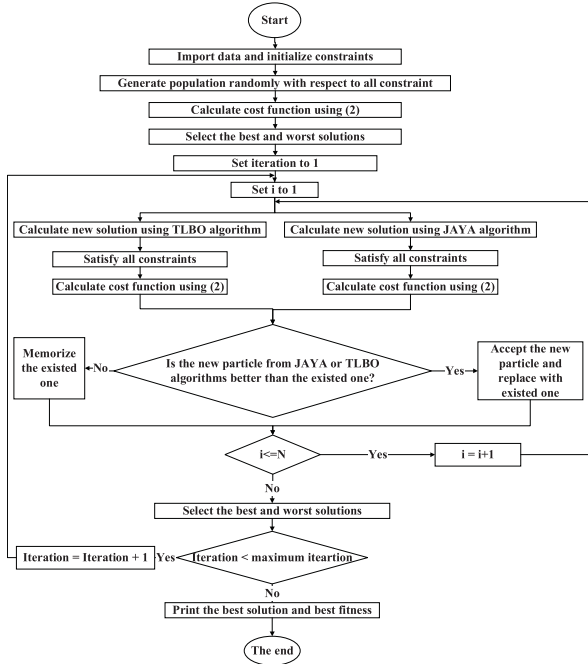 Start
Import data and initialize constraints
Generate population randomly with respect to all constraint
Calculate cost function using (2)
Select the best and worst solutions
Set iteration to 1
Set i to 1
Calculate new solution using TLBO algorithm
Calculate new solution using JAYA algorithm
Satisfy all constraints
Satisfy all constraints
Calculate cost function using (2)
Calculate cost function using (2)
Memorize
the existed
one
No
Is the new particle from JAYA or TLBO
algorithms better than the existed one?
Yes
Accept the new
particle and
replace with
existed one
i<=N
Yes
i = i+1
No
Select the best and worst solutions
Iteration = Iteration + 1
Yes
Iteration < maximum iteartion
No
Print the best solution and best fitness
The end